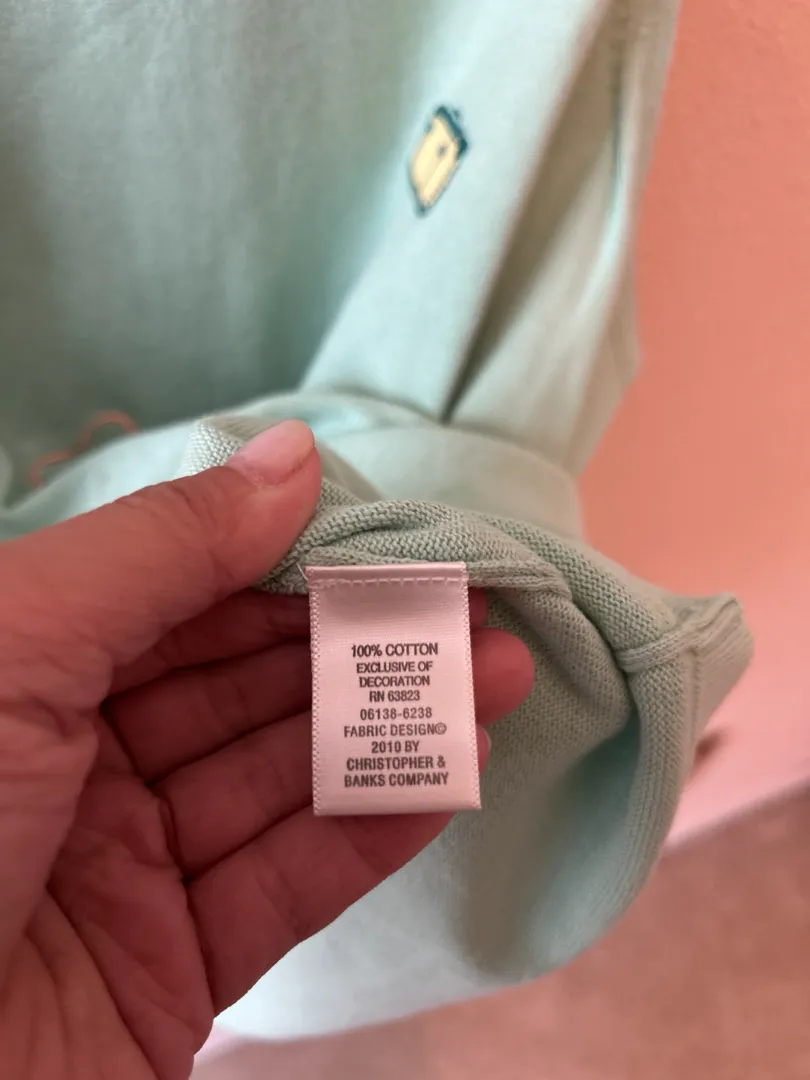 100% COTTON
EXCLUSIVE OF
DECORATION
RN 63823
06138-6238
FABRIC DESIGN©
2010 BY
CHRISTOPHER &
BANKS COMPANY